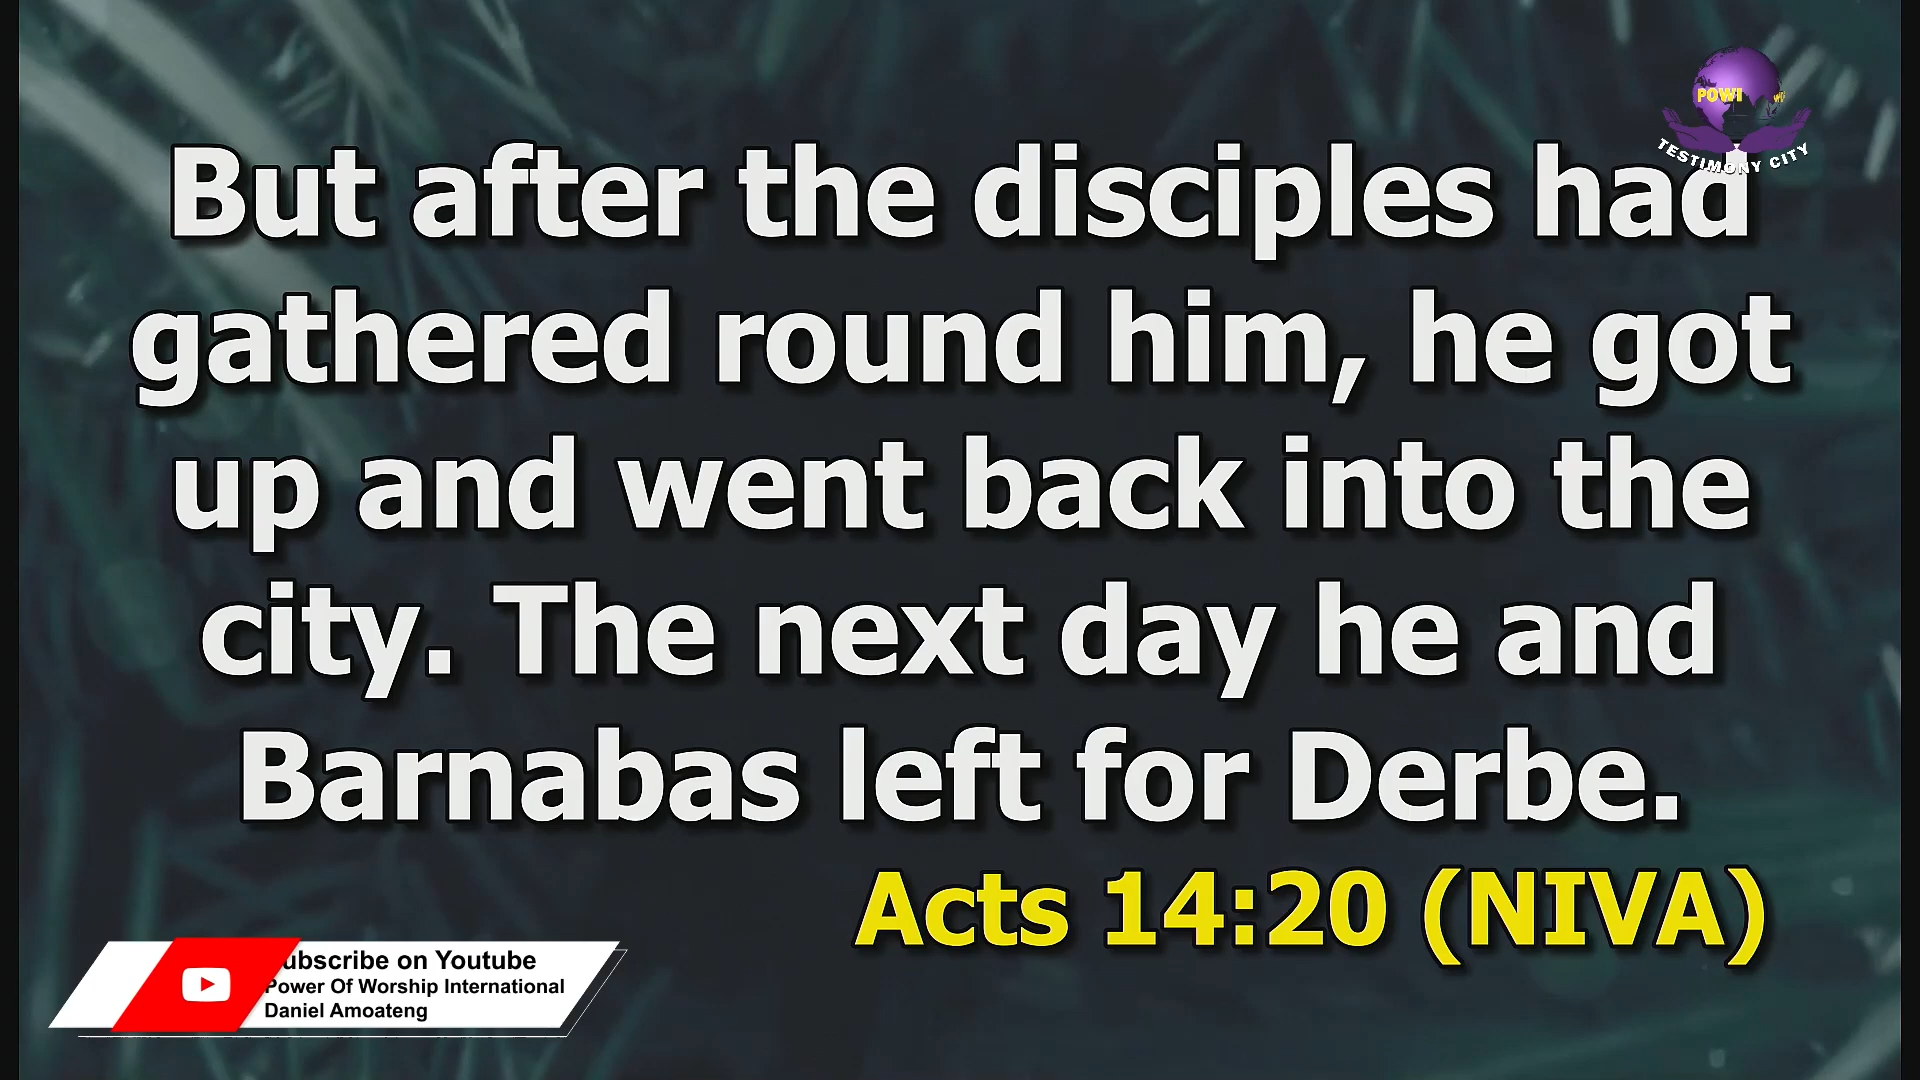 POWI
TESTIMONY CITY
But after the disciples had
gathered round him, he got
up and went back into the
city. The next day he and
Barnabas left for Derbe.
Acts 14:20 (NIVA)
ubscribe on Youtube
Power Of Worship International
Daniel Amoateng